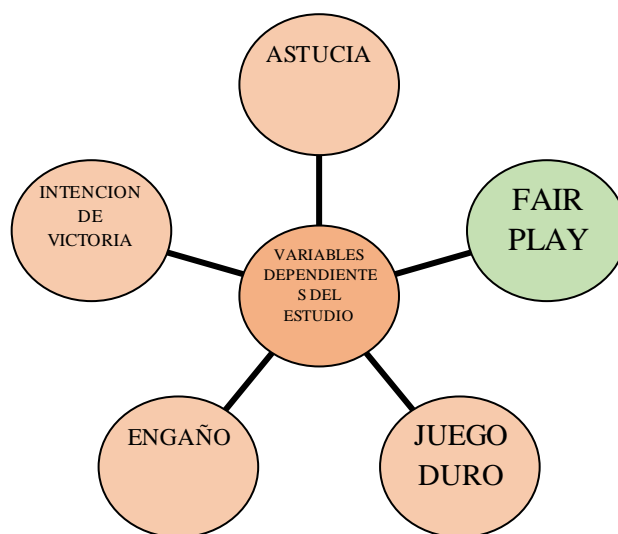 ASTUCIA
INTENCION
DE
VICTORIA
FAIR
PLAY
VARIABLES
DEPENDIENTE
S DEL
ESTUDIO
ENGAÑO
JUEGO
DURO